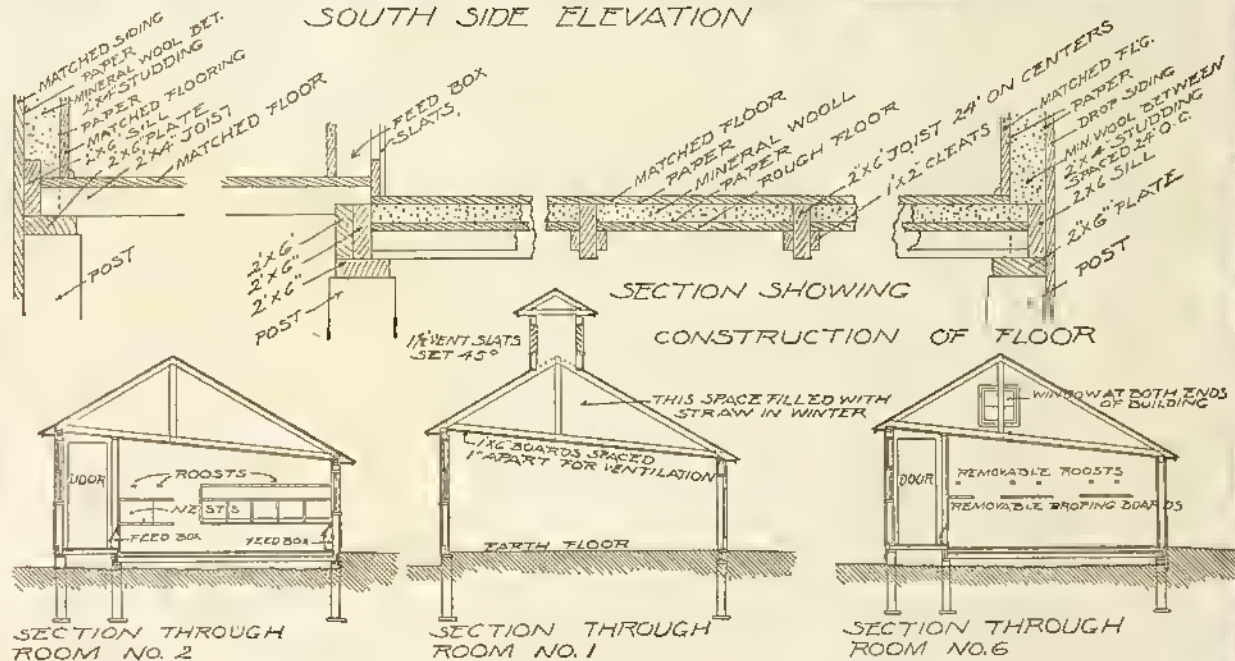 SOUTH SIDE ELEVATION
MATCHED SIDING
PAPER
MINERAL WOOL BET.
2"X4" STUDDING
MATCHED FLOORING
PAPER
2"X6" SILL
2"X6" PLATE
2"X4" JOIST
MATCHED FLOOR
FEED BOX
SLATS.
MATCHED FLOOR
PAPER
MINERAL WOOLL
PAPER
ROUGH FLOOR
2"X6" JOIST 24" ON CENTERS
1"X2" CLEATS
MATCHED FL'G.
PAPER
DROP SIDING
MIN. WOOL BETWEEN
2"X4" STUDDING
SPACED 24" O.C.
2"X6 SILL
2"X6" PLATE
POST
POST
2"X6"
2"X6"
2"X6"
POST
SECTION SHOWING
CONSTRUCTION OF FLOOR
1½" VENT SLATS
SET 45°
THIS SPACE FILLED WITH
STRAW IN WINTER
WINDOW AT BOTH ENDS
OF BUILDING
1"X6" BOARDS SPACED
1" APART FOR VENTILATION
DOOR
ROOSTS
NESTS
FEED BOX
FEED BOX
EARTH FLOOR
DOOR
REMOVABLE ROOSTS
REMOVABLE DROPING BOARDS
SECTION THROUGH
ROOM NO. 2
SECTION THROUGH
ROOM NO. 1
SECTION THROUGH
ROOM NO. 6